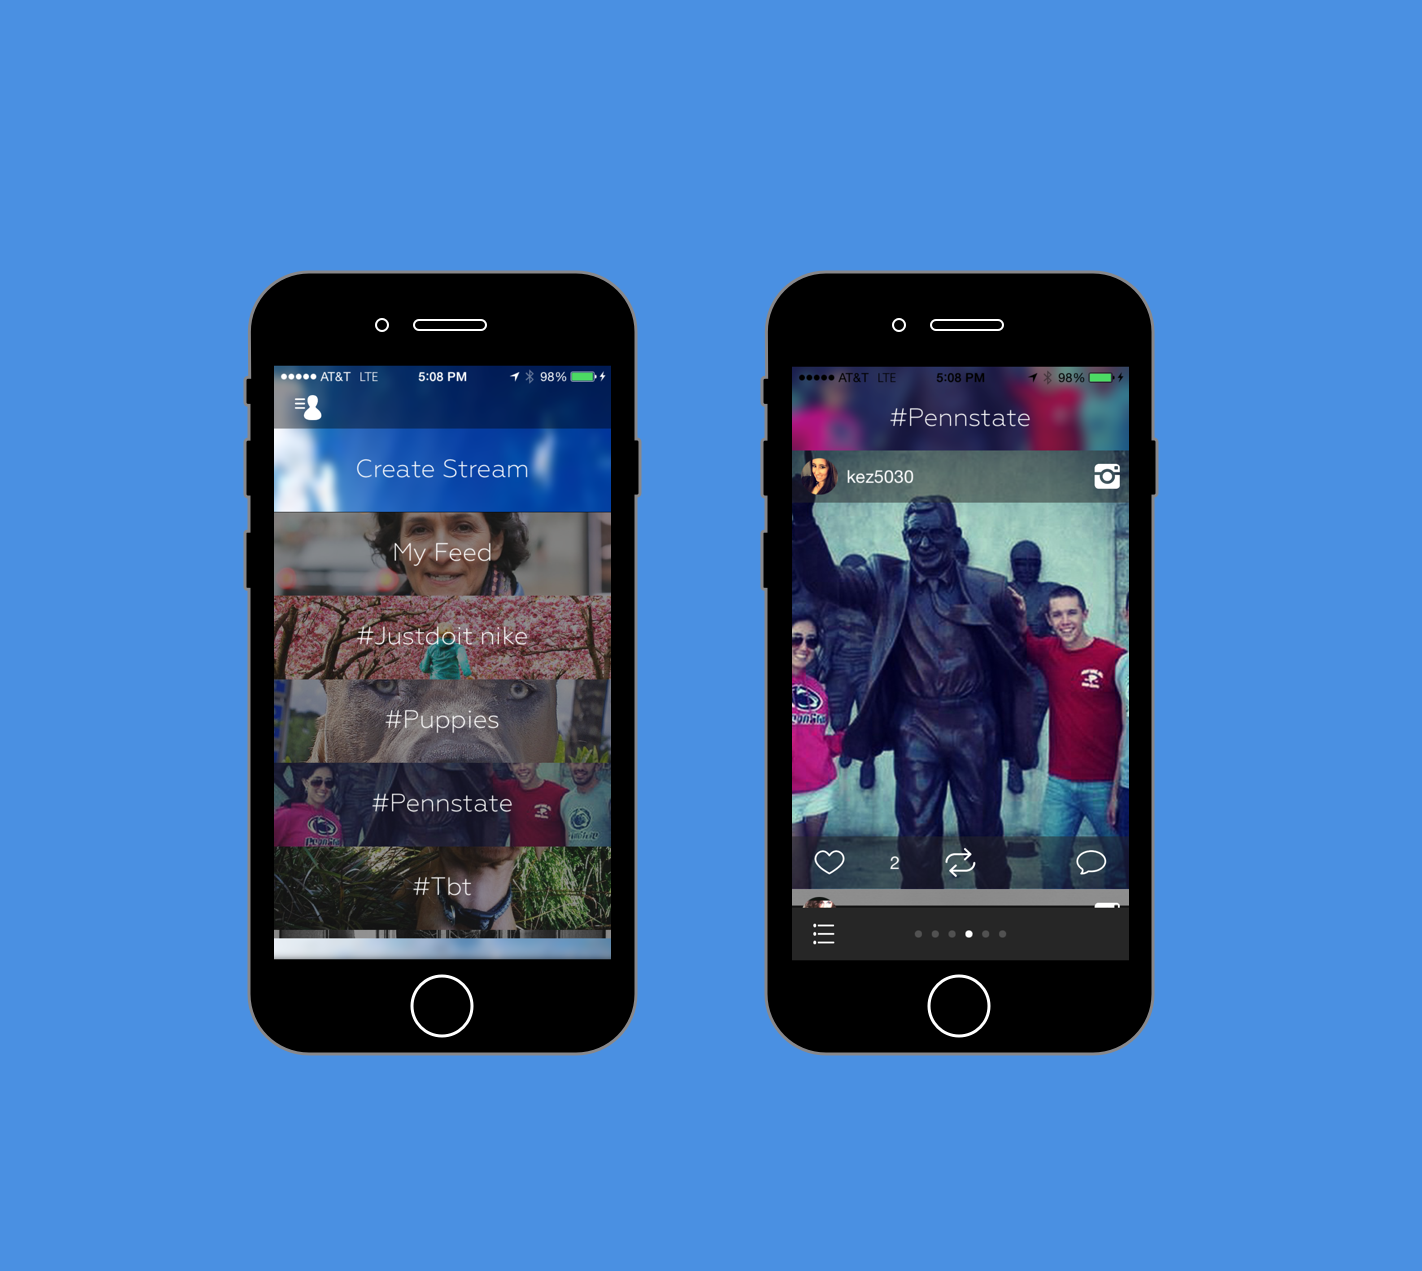 AT&T LTE 5:08 PM 98%
Create Stream
My Feed
#Justdoit nike
#Puppies
#Pennstate
#Tbt
AT&T LTE 5:08 PM 98%
#Pennstate
kez5030
2